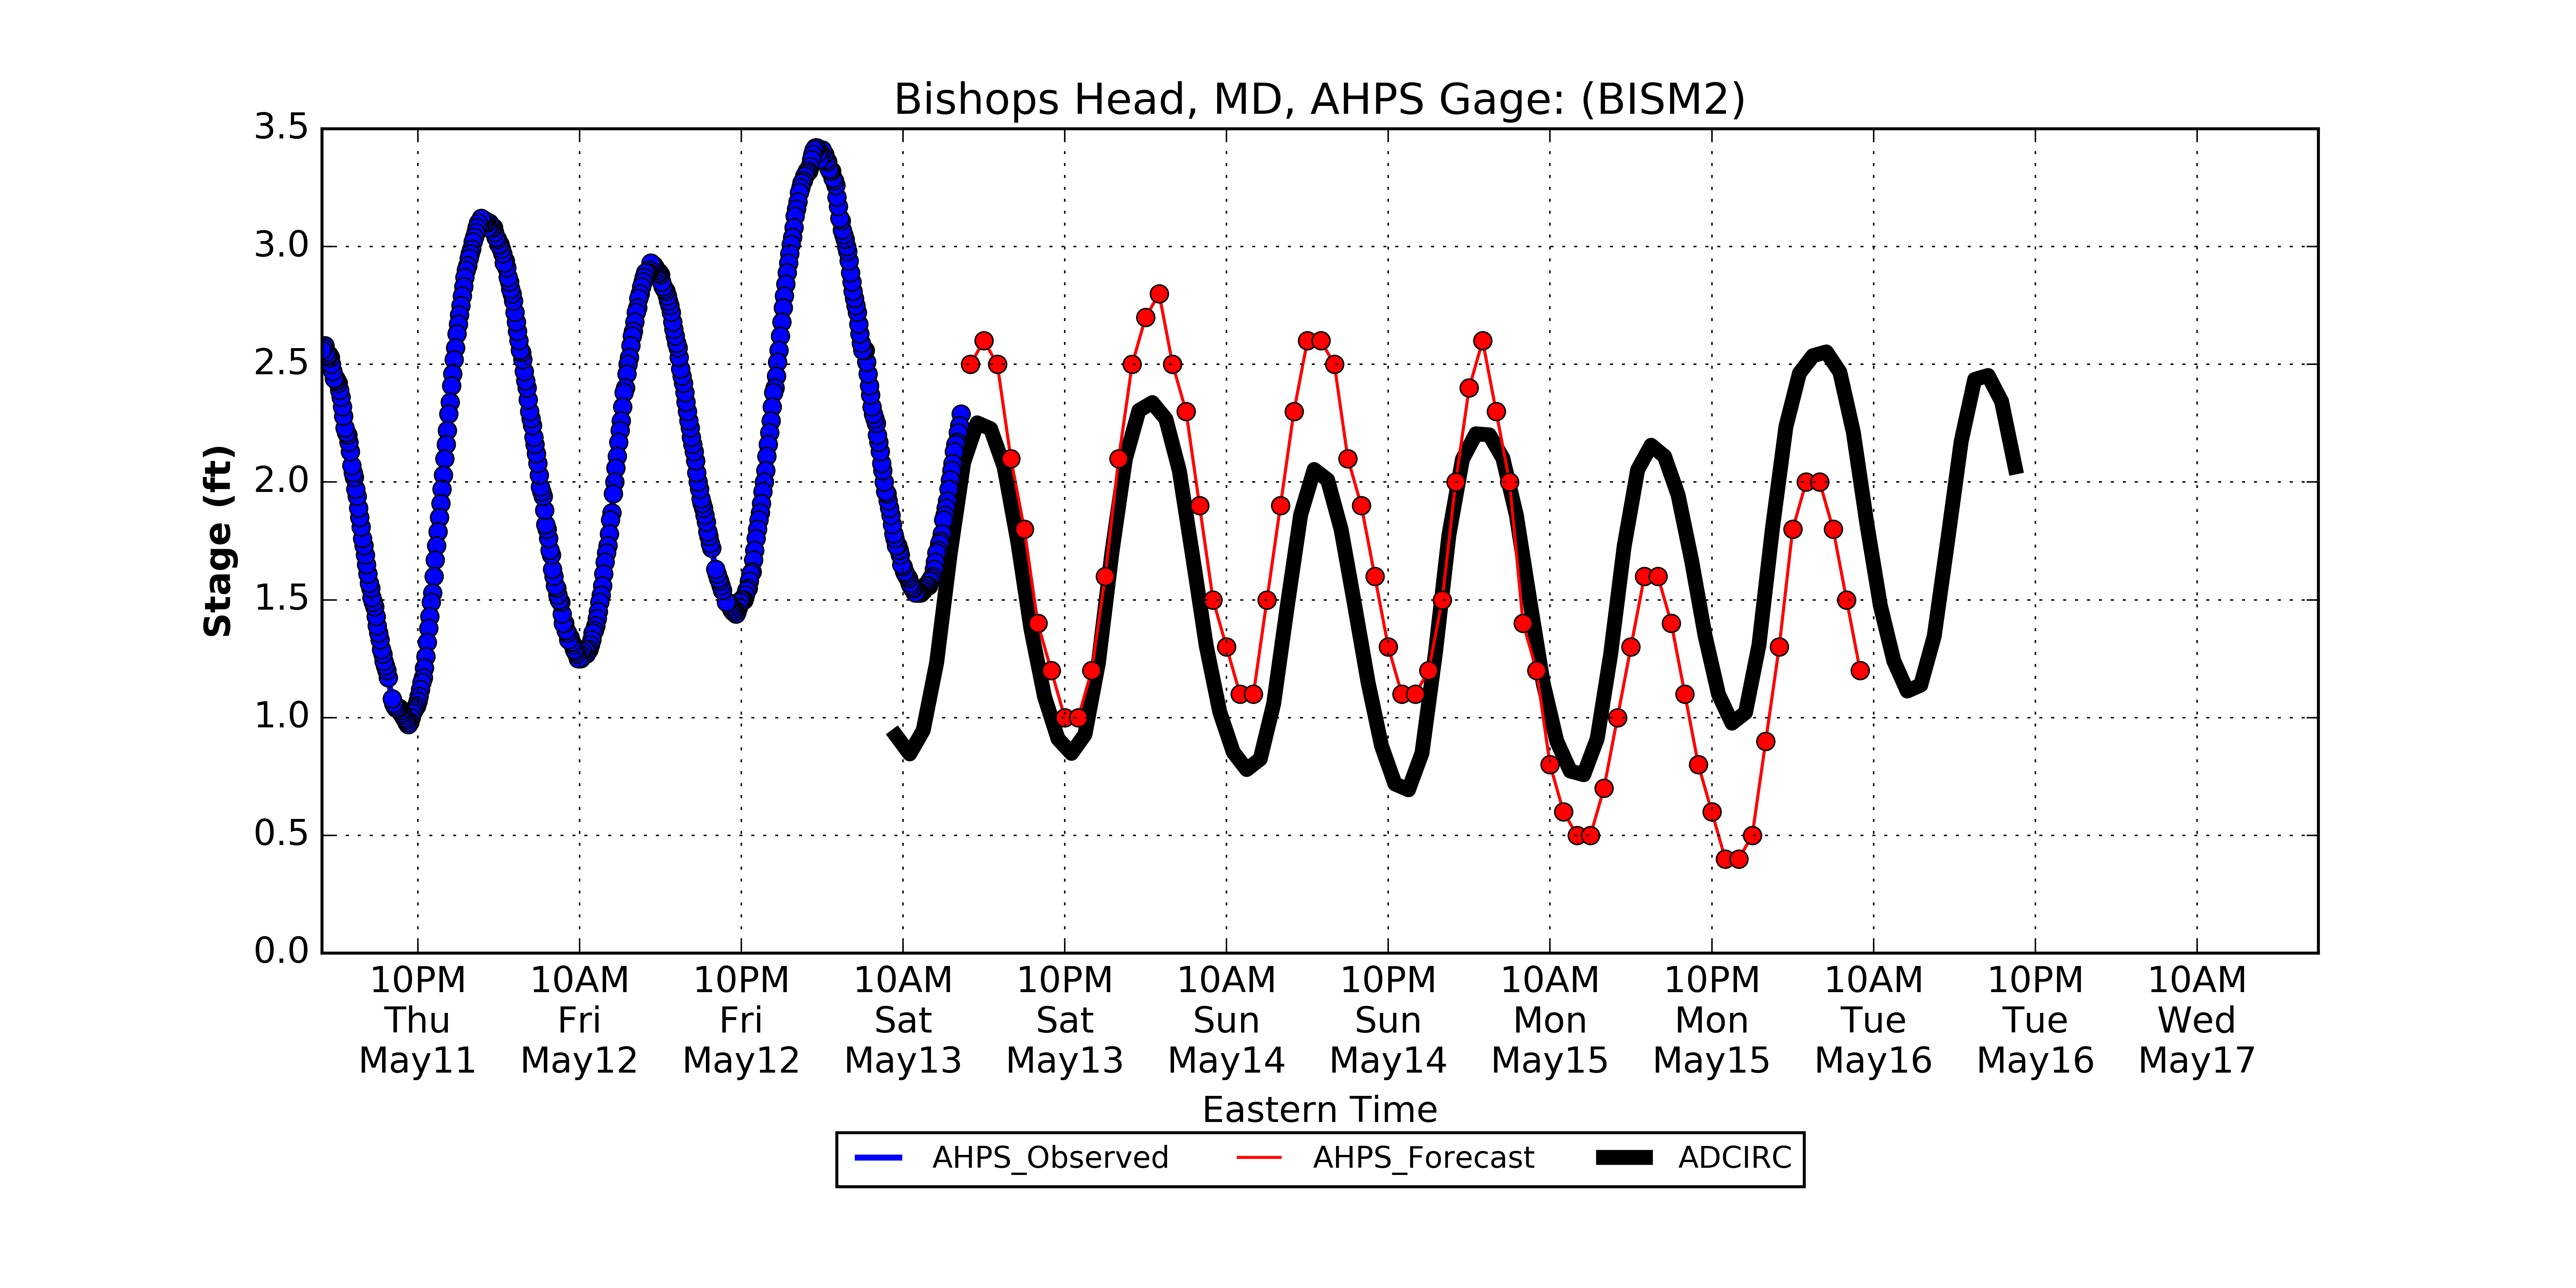 Bishops Head, MD, AHPS Gage: (BISM2)
3.5
3.0
2.5
2.0
1.5
1.0
0.5
0.0
Stage (ft)
10PM 10AM 10PM 10AM 10PM 10AM 10PM 10AM 10PM 10AM 10PM 10AM
Thu Fri Fri Sat Sat Sun Sun Mon Mon Tue Tue Wed
May11 May12 May12 May13 May13 May14 May14 May15 May15 May16 May16 May17
Eastern Time
AHPS_Observed AHPS_Forecast ADCIRC